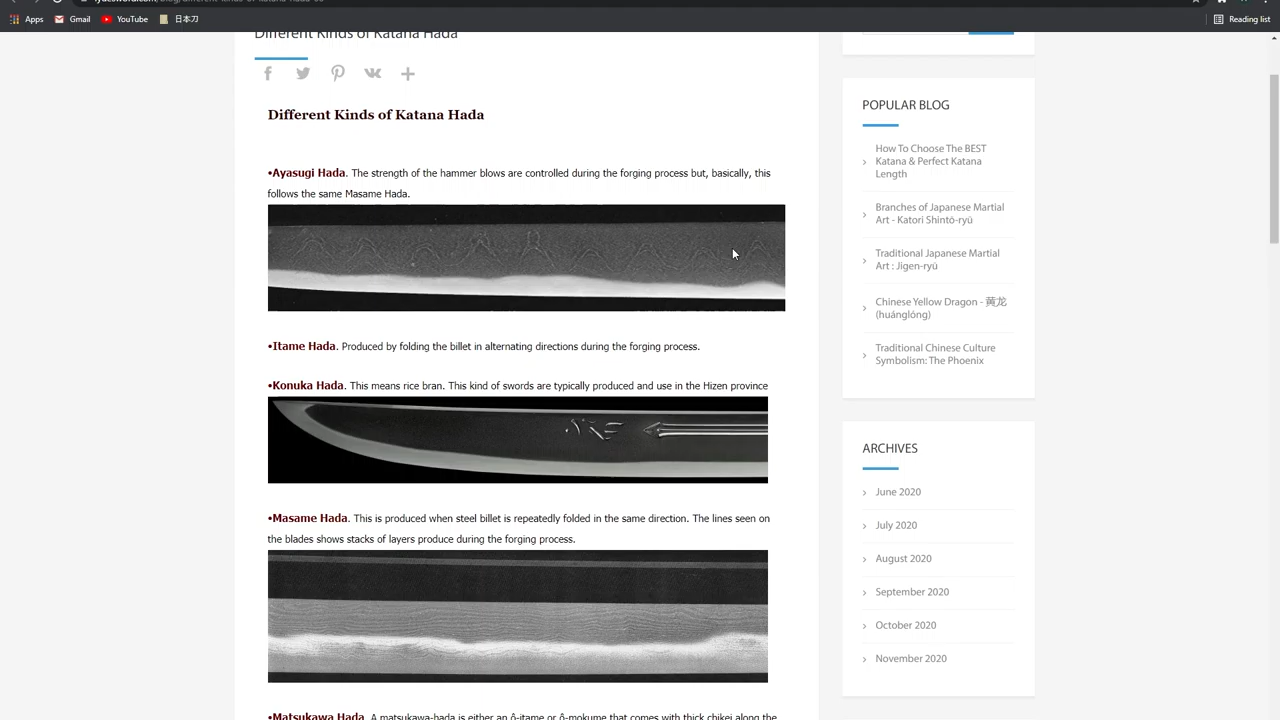 Apps
Gmail
YouTube
日本刀
Reading list
Different Kinds of Katana Hada
Different Kinds of Katana Hada
•Ayasugi Hada. The strength of the hammer blows are controlled during the forging process but, basically, this
follows the same Masame Hada.
•Itame Hada. Produced by folding the billet in alternating directions during the forging process.
•Konuka Hada. This means rice bran. This kind of swords are typically produced and use in the Hizen province
•Masame Hada. This is produced when steel billet is repeatedly folded in the same direction. The lines seen on
the blades shows stacks of layers produce during the forging process.
•Matsukawa Hada. A matsukawa-hada is either an ô-itame or ô-mokume that comes with thick chikei along the
POPULAR BLOG
How To Choose The BEST
Katana & Perfect Katana
Length
Branches of Japanese Martial
Art - Katori Shintō-ryū
Traditional Japanese Martial
Art : Jigen-ryū
Chinese Yellow Dragon - 黃龙
(huánglóng)
Traditional Chinese Culture
Symbolism: The Phoenix
ARCHIVES
June 2020
July 2020
August 2020
September 2020
October 2020
November 2020